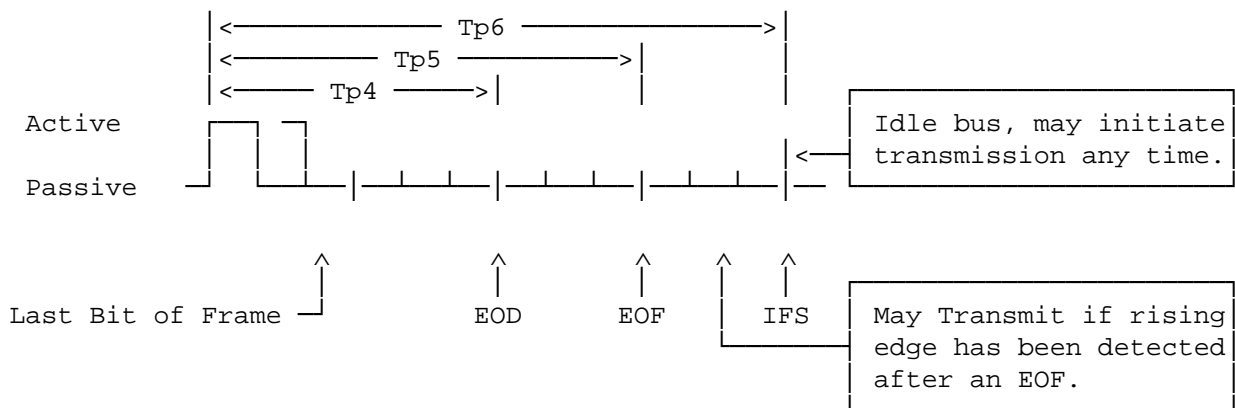 Tp6
Tp5
Tp4
Active
Idle bus, may initiate
transmission any time.
Passive
Last Bit of Frame
EOD
EOF
IFS
May Transmit if rising
edge has been detected
after an EOF.